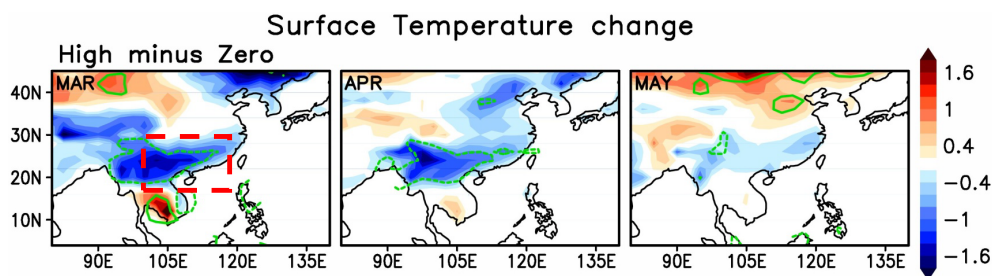 Surface Temperature change
High minus Zero
MAR
APR
MAY
40N
30N
20N
10N
90E 105E 120E 135E
90E 105E 120E 135E
90E 105E 120E 135E
1.6
1
0.4
−0.4
−1
−1.6